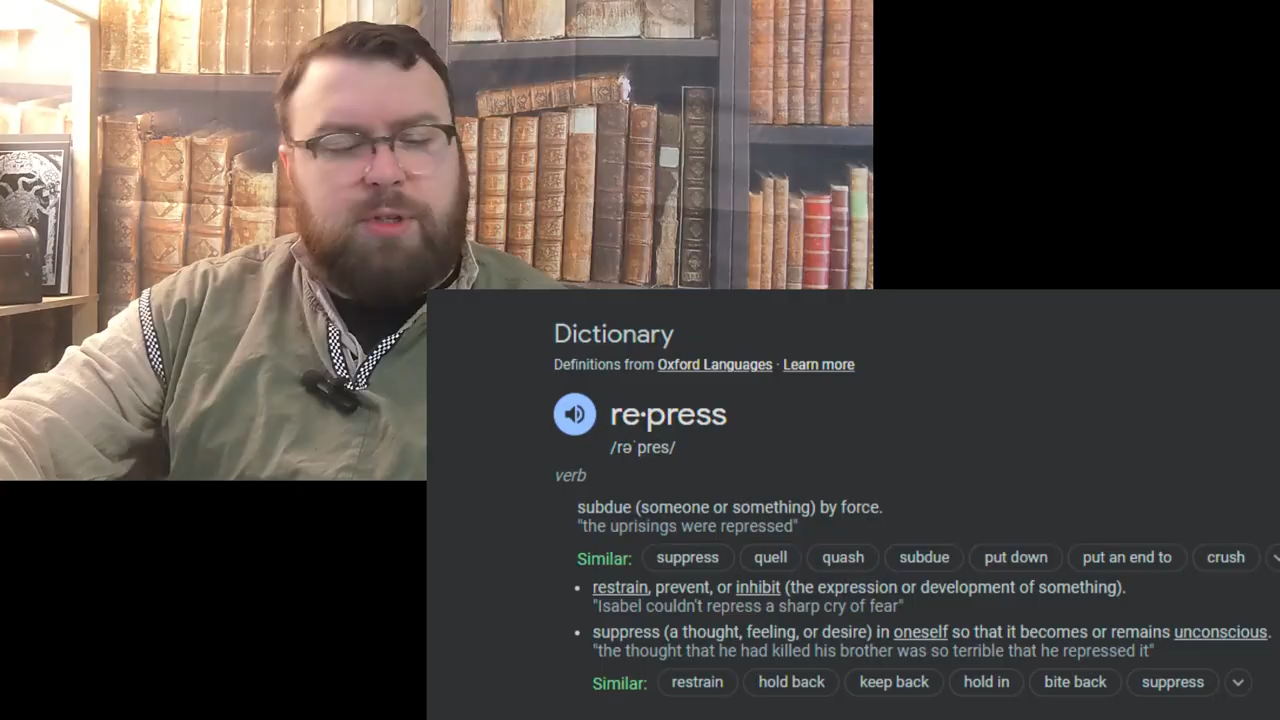 Dictionary
Definitions from Oxford Languages · Learn more
re·press
/rəˈpres/
verb
subdue (someone or something) by force.
"the uprisings were repressed"
Similar: suppress quell quash subdue put down put an end to crush
• restrain, prevent, or inhibit (the expression or development of something).
"Isabel couldn't repress a sharp cry of fear"
• suppress (a thought, feeling, or desire) in oneself so that it becomes or remains unconscious.
"the thought that he had killed his brother was so terrible that he repressed it"
Similar: restrain hold back keep back hold in bite back suppress